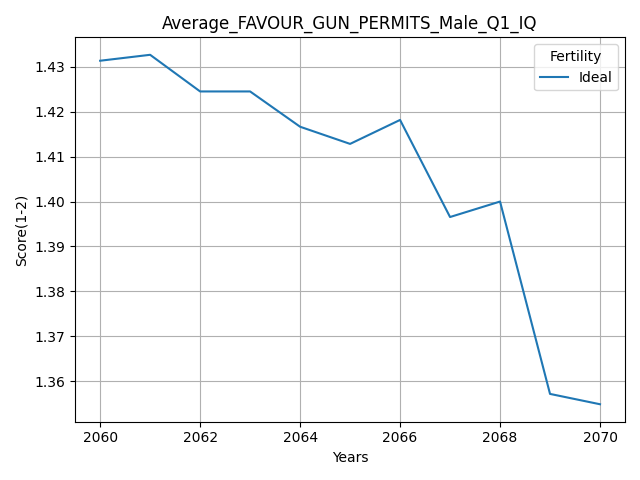 Average_FAVOUR_GUN_PERMITS_Male_Q1_IQ
Fertility
Ideal
1.43
1.42
1.41
1.40
1.39
1.38
1.37
1.36
Score(1-2)
2060 2062 2064 2066 2068 2070
Years